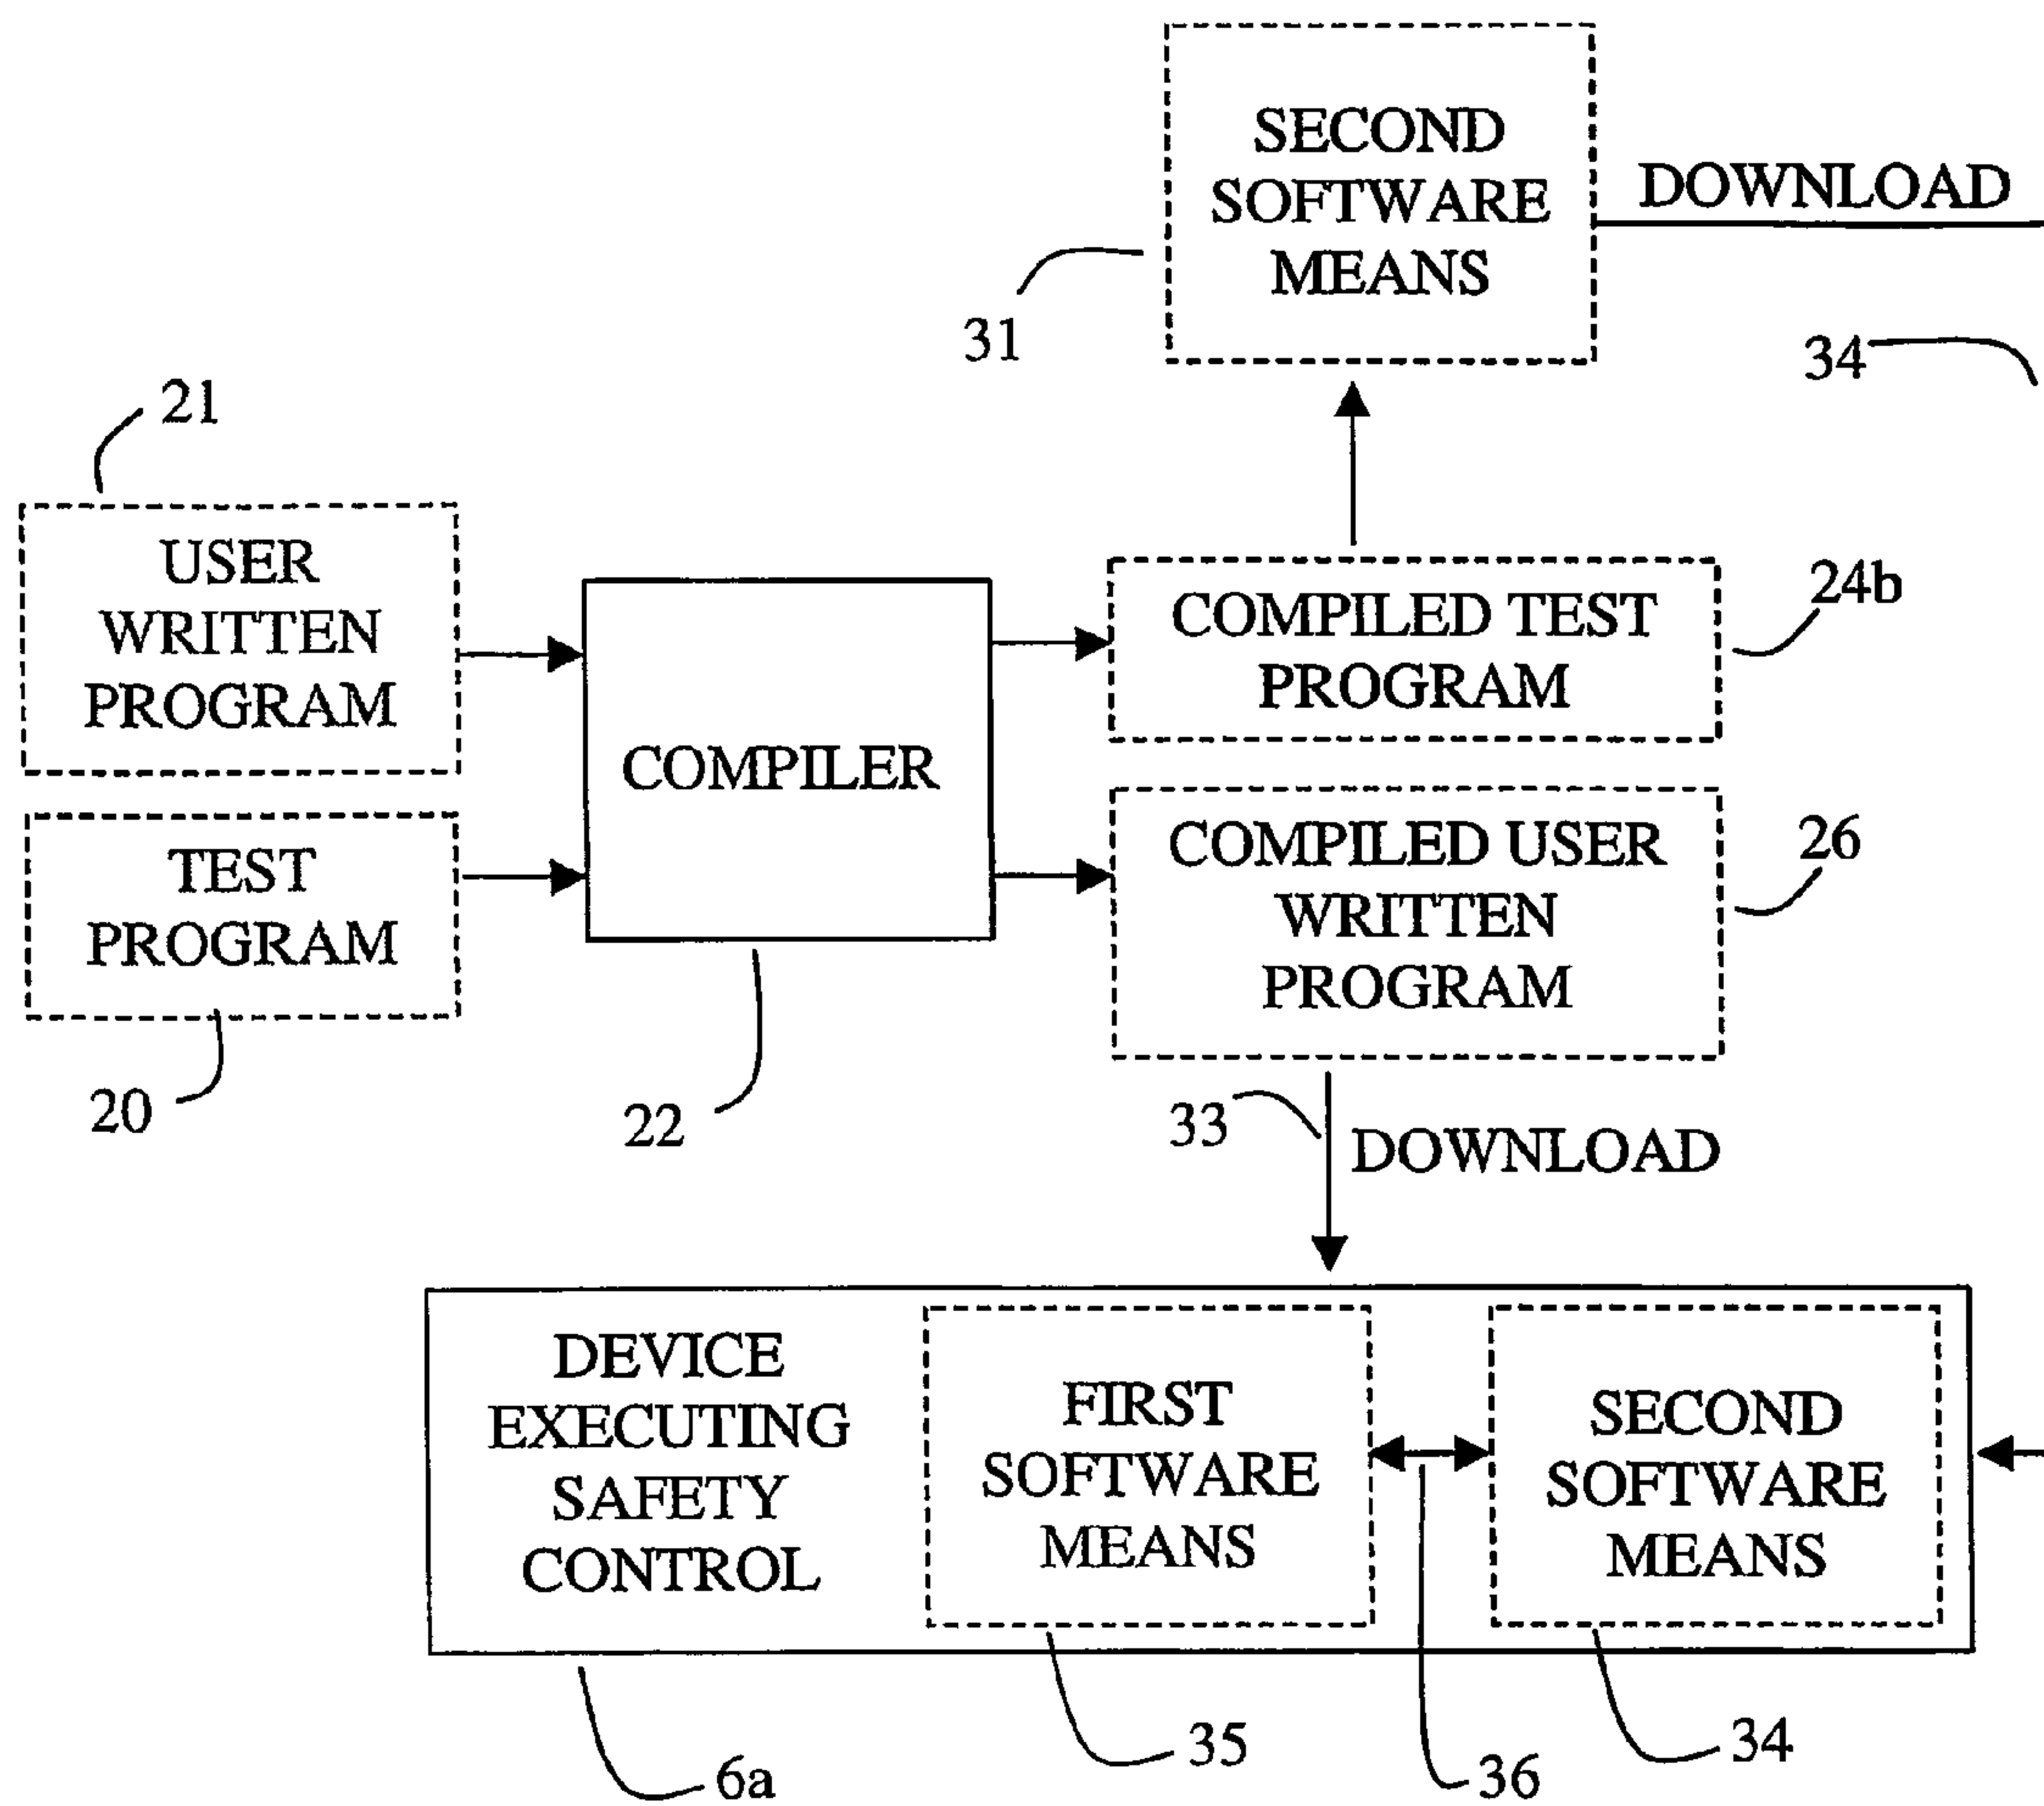 SECOND
SOFTWARE
MEANS
DOWNLOAD
31
34
21
USER
WRITTEN
PROGRAM
COMPILED TEST
PROGRAM
24b
COMPILER
TEST
PROGRAM
COMPILED USER
WRITTEN
PROGRAM
26
20
22
33
DOWNLOAD
DEVICE
EXECUTING
SAFETY
CONTROL
FIRST
SOFTWARE
MEANS
SECOND
SOFTWARE
MEANS
6a
35
36
34